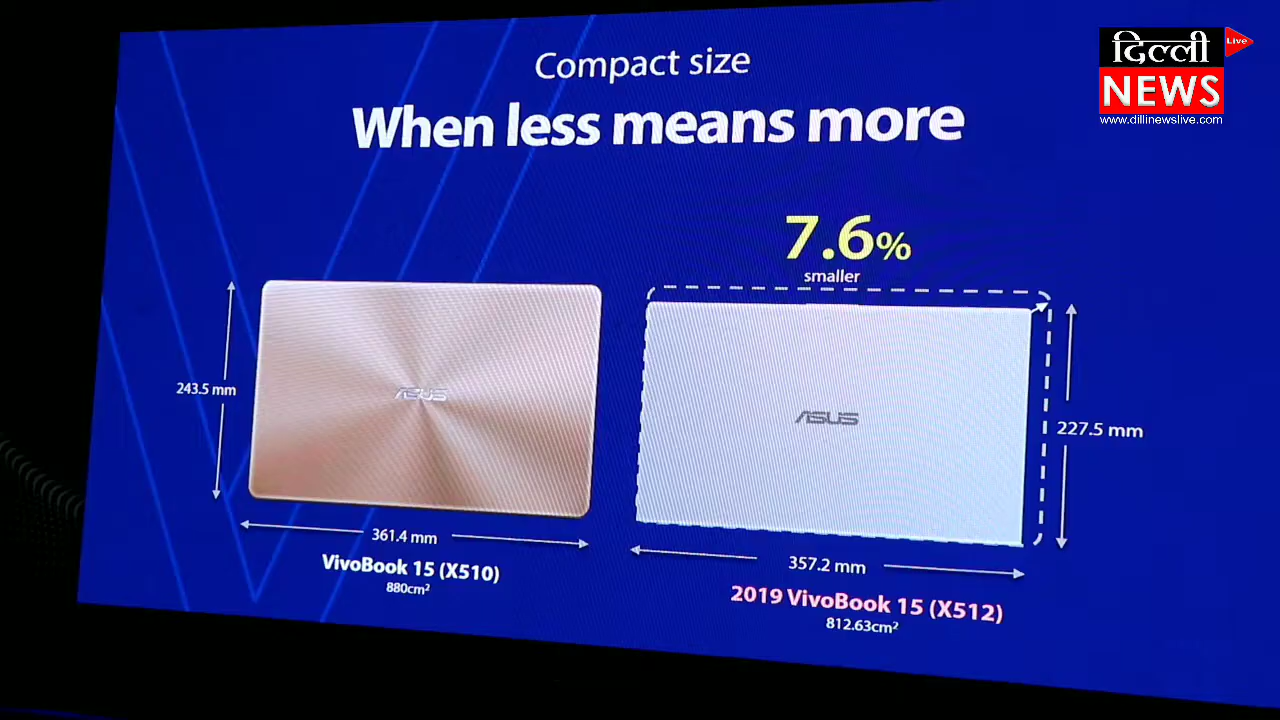 Compact size
When less means more
7.6%
smaller
243.5 mm
ASUS
361.4 mm
VivoBook 15 (X510)
880cm²
ASUS
227.5 mm
357.2 mm
2019 VivoBook 15 (X512)
812.63cm²
दिल्ली
Live
NEWS
www.dillinewslive.com